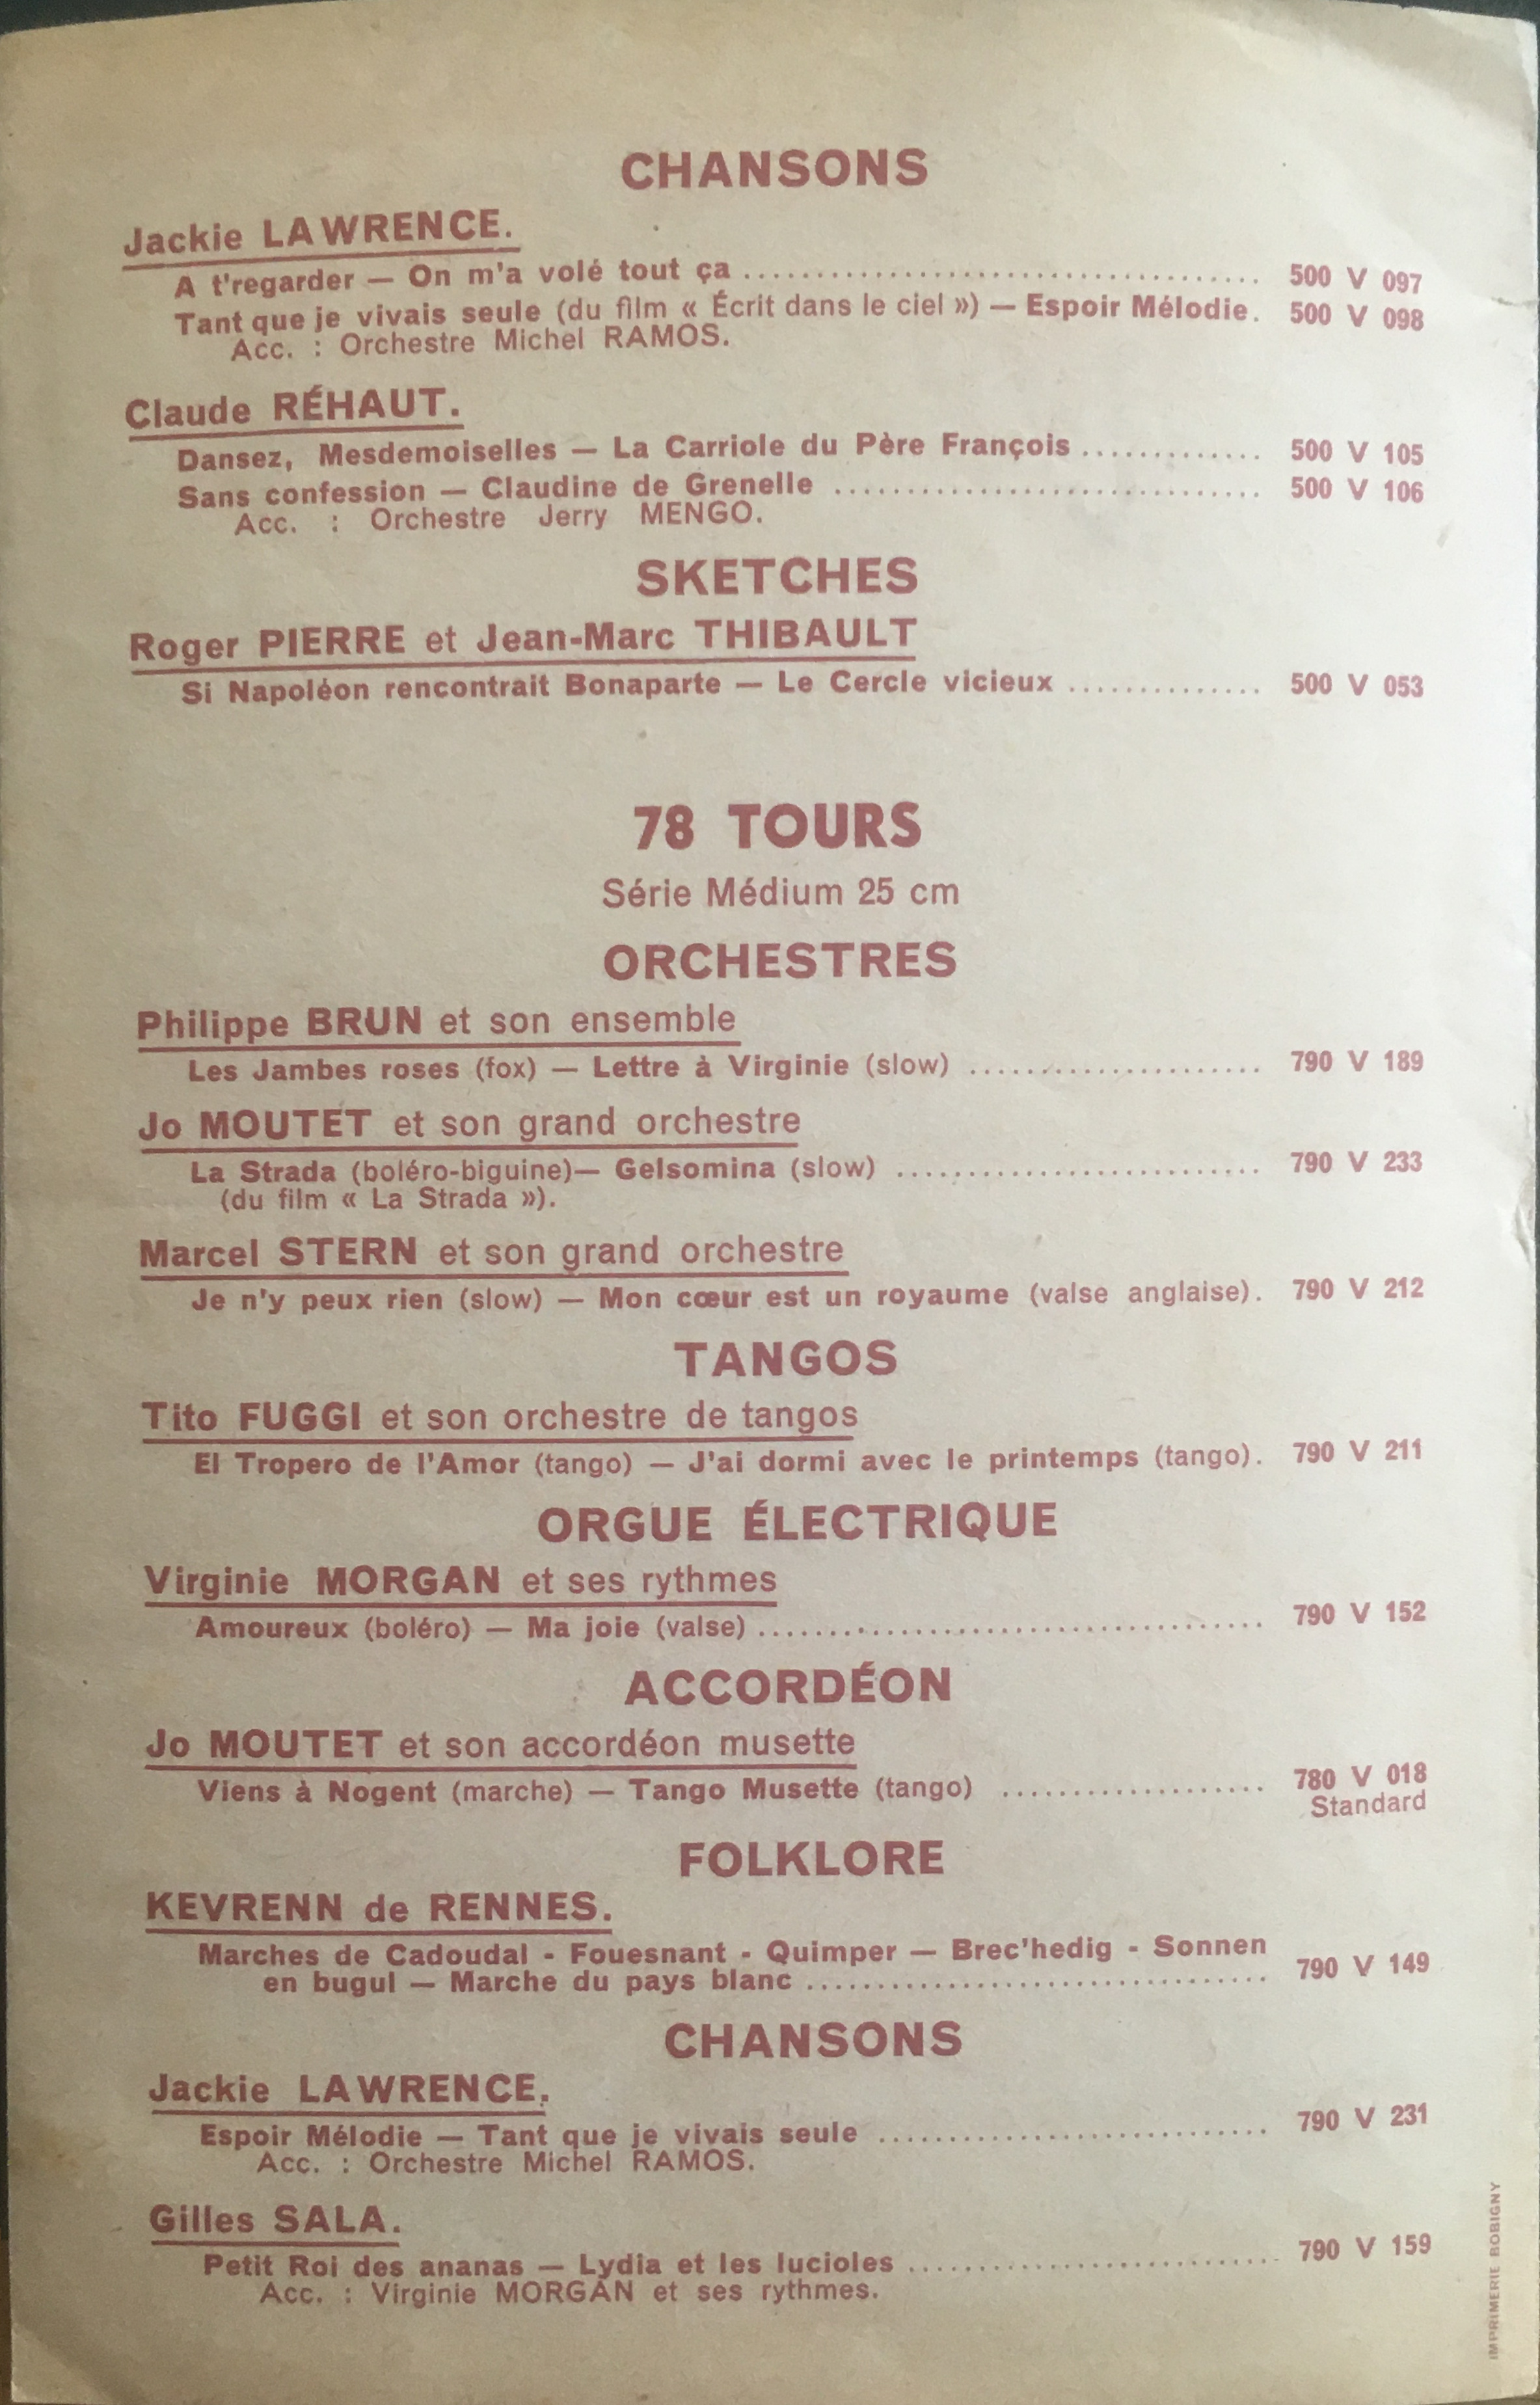 CHANSONS
Jackie LAWRENCE.
A t'regarder — On m'a volé tout ça .................................... 500 V 097
Tant que je vivais seule (du film « Écrit dans le ciel ») — Espoir Mélodie. 500 V 098
Acc. : Orchestre Michel RAMOS.
Claude RÉHAUT.
Dansez, Mesdemoiselles — La Carriole du Père François ............. 500 V 105
Sans confession — Claudine de Grenelle .............................. 500 V 106
Acc. : Orchestre Jerry MENGO.
SKETCHES
Roger PIERRE et Jean-Marc THIBAULT
Si Napoléon rencontrait Bonaparte — Le Cercle vicieux .............. 500 V 053
78 TOURS
Série Médium 25 cm
ORCHESTRES
Philippe BRUN et son ensemble
Les Jambes roses (fox) — Lettre à Virginie (slow) ..................... 790 V 189
Jo MOUTET et son grand orchestre
La Strada (boléro-biguine)— Gelsomina (slow) .......................... 790 V 233
(du film « La Strada »).
Marcel STERN et son grand orchestre
Je n'y peux rien (slow) — Mon cœur est un royaume (valse anglaise). 790 V 212
TANGOS
Tito FUGGI et son orchestre de tangos
El Tropero de l'Amor (tango) — J'ai dormi avec le printemps (tango). 790 V 211
ORGUE ÉLECTRIQUE
Virginie MORGAN et ses rythmes
Amoureux (boléro) — Ma joie (valse) .................................... 790 V 152
ACCORDÉON
Jo MOUTET et son accordéon musette
Viens à Nogent (marche) — Tango Musette (tango) ................... 780 V 018
Standard
FOLKLORE
KEVRENN de RENNES.
Marches de Cadoudal - Fouesnant - Quimper — Brec'hedig - Sonnen
en bugul — Marche du pays blanc ................................. 790 V 149
CHANSONS
Jackie LAWRENCE.
Espoir Mélodie — Tant que je vivais seule ............................ 790 V 231
Acc. : Orchestre Michel RAMOS.
Gilles SALA.
Petit Roi des ananas — Lydia et les lucioles .......................... 790 V 159
Acc. : Virginie MORGAN et ses rythmes.
IMPRIMERIE BOBIGNY